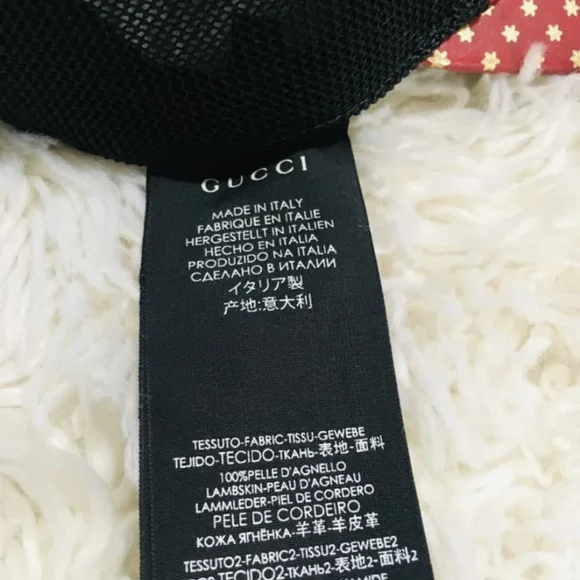 GUCCI
MADE IN ITALY
FABRIQUE EN ITALIE
HERGESTELLT IN ITALIEN
HECHO EN ITALIA
PRODUZIDO NA ITALIA
СДЕЛАНО В ИТАЛИИ
イタリア製
产地:意大利
TESSUTO-FABRIC-TISSU-GEWEBE
TEJIDO-TECIDO-ТКАНЬ-表地-面料
100%PELLE D'AGNELLO
LAMBSKIN-PEAU D'AGNEAU
LAMMLEDER-PIEL DE CORDERO
PELE DE CORDEIRO
КОЖА ЯГНЁНКА-羊革-羊皮革
TESSUTO2-FABRIC2-TISSU2-GEWEBE2